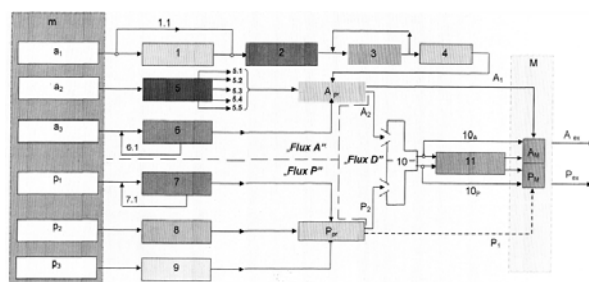 m
1.1
M
a1
1
2
3
4
a2
5
5.1
5.2
5.3
5.4
5.5
A pr
A1
A2
a3
6
6.1
„Flux A"
„Flux D"
10
10A
11
AM
A ex
„Flux P"
p1
7
7.1
PM
Pex
10P
P2
p2
8
Ppr
P1
p3
9